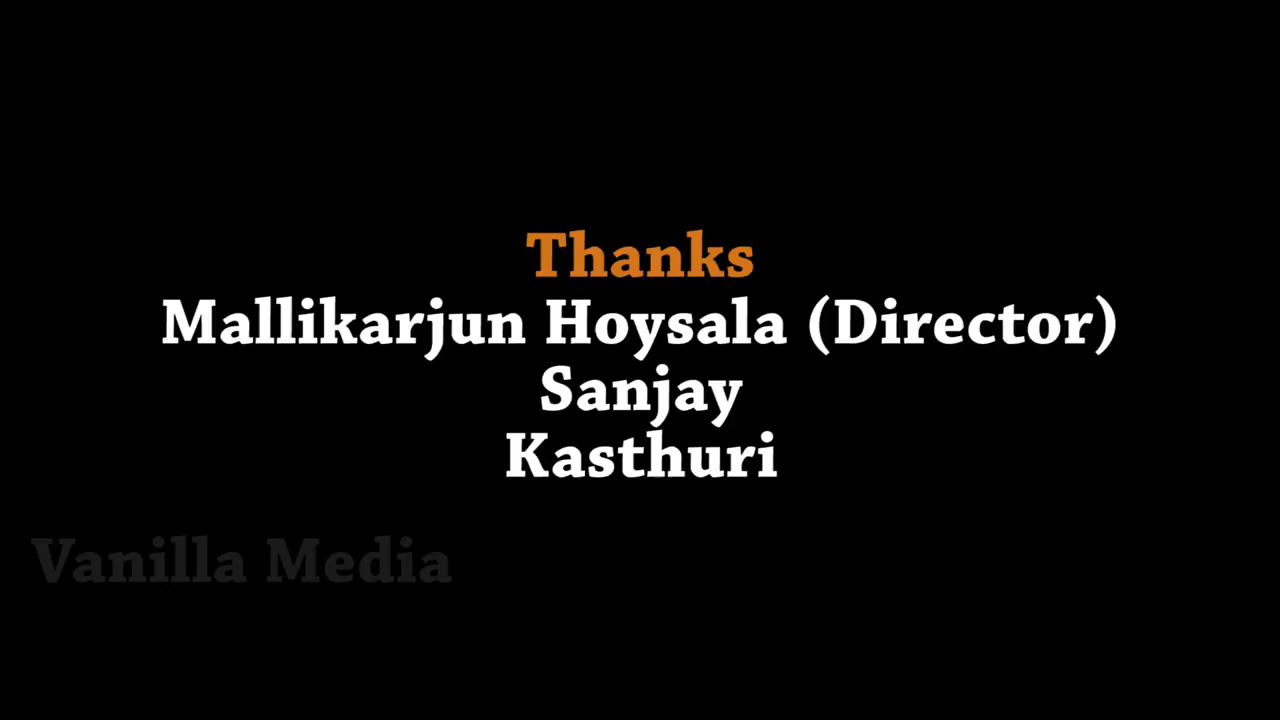 Thanks
Mallikarjun Hoysala (Director)
Sanjay
Kasthuri
Vanilla Media